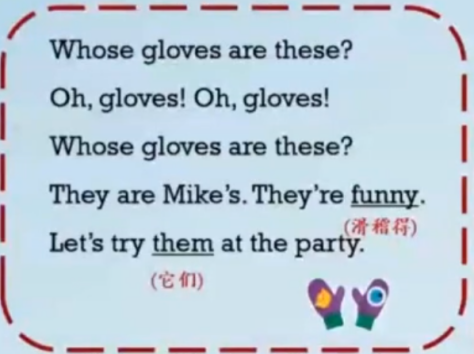 Whose gloves are these?
Oh, gloves! Oh, gloves!
Whose gloves are these?
They are Mike's. They're funny.
(滑稽得)
Let's try them at the party.
(它们)